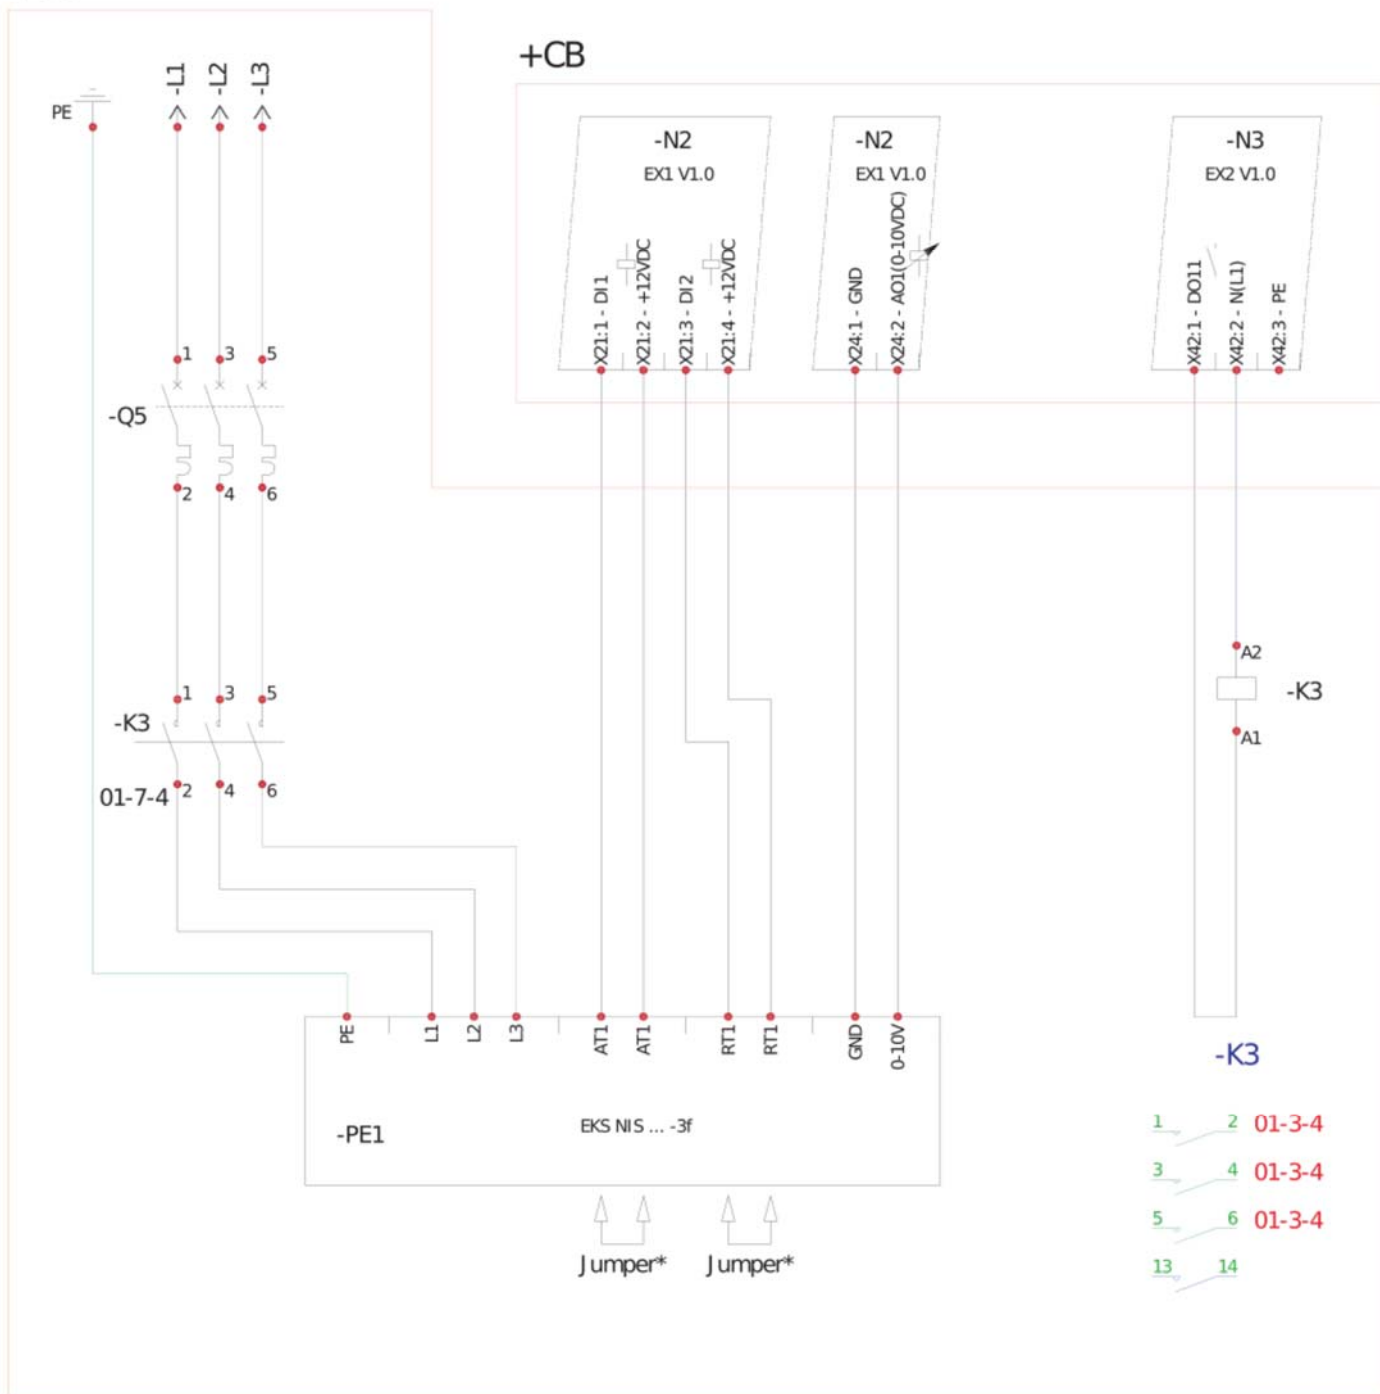 +CB
-L1
-L2
-L3
PE
-N2
EX1 V1.0
X21:1 - DI1
X21:2 - +12VDC
X21:3 - DI2
X21:4 - +12VDC
-N2
EX1 V1.0
X24:1 - GND
X24:2 - AO1(0-10VDC)
-N3
EX2 V1.0
X42:1 - DO11
X42:2 - N(L1)
X42:3 - PE
1 3 5
-Q5
2 4 6
A2
-K3
A1
1 3 5
-K3
01-7-4
2 4 6
PE
L1
L2
L3
AT1
AT1
RT1
RT1
GND
0-10V
-PE1
EKS NIS ... -3f
Jumper*
Jumper*
-K3
1 2 01-3-4
3 4 01-3-4
5 6 01-3-4
13 14